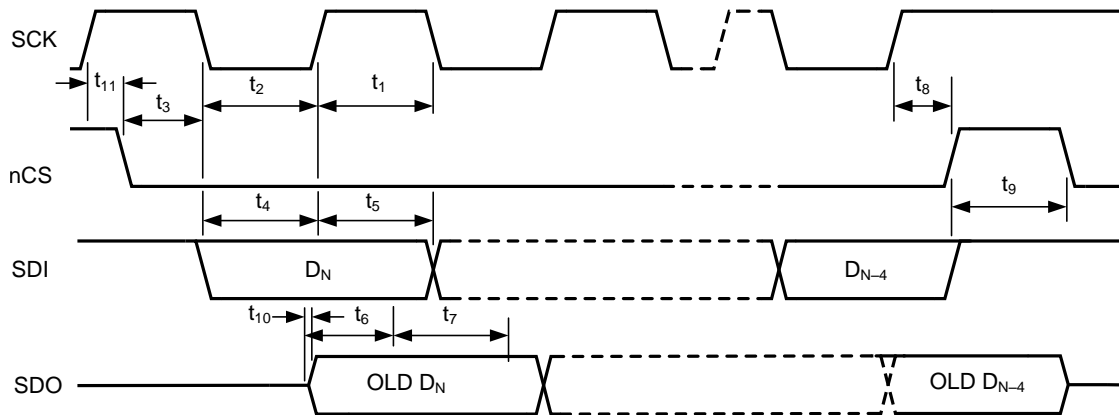 SCK
t11
t3
t2
t1
t8
nCS
t4
t5
t9
SDI
DN
DN–4
t10
t6
t7
SDO
OLD DN
OLD DN–4